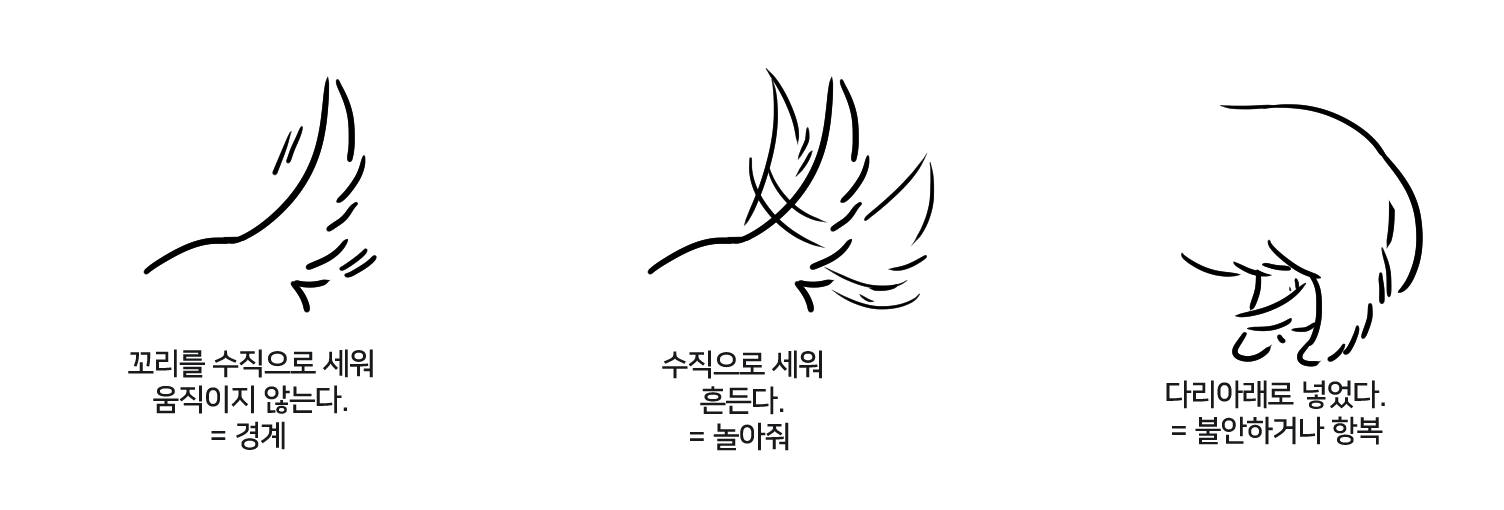 꼬리를 수직으로 세워
움직이지 않는다.
= 경계
수직으로 세워
흔든다.
= 놀아줘
다리아래로 넣었다.
= 불안하거나 항복